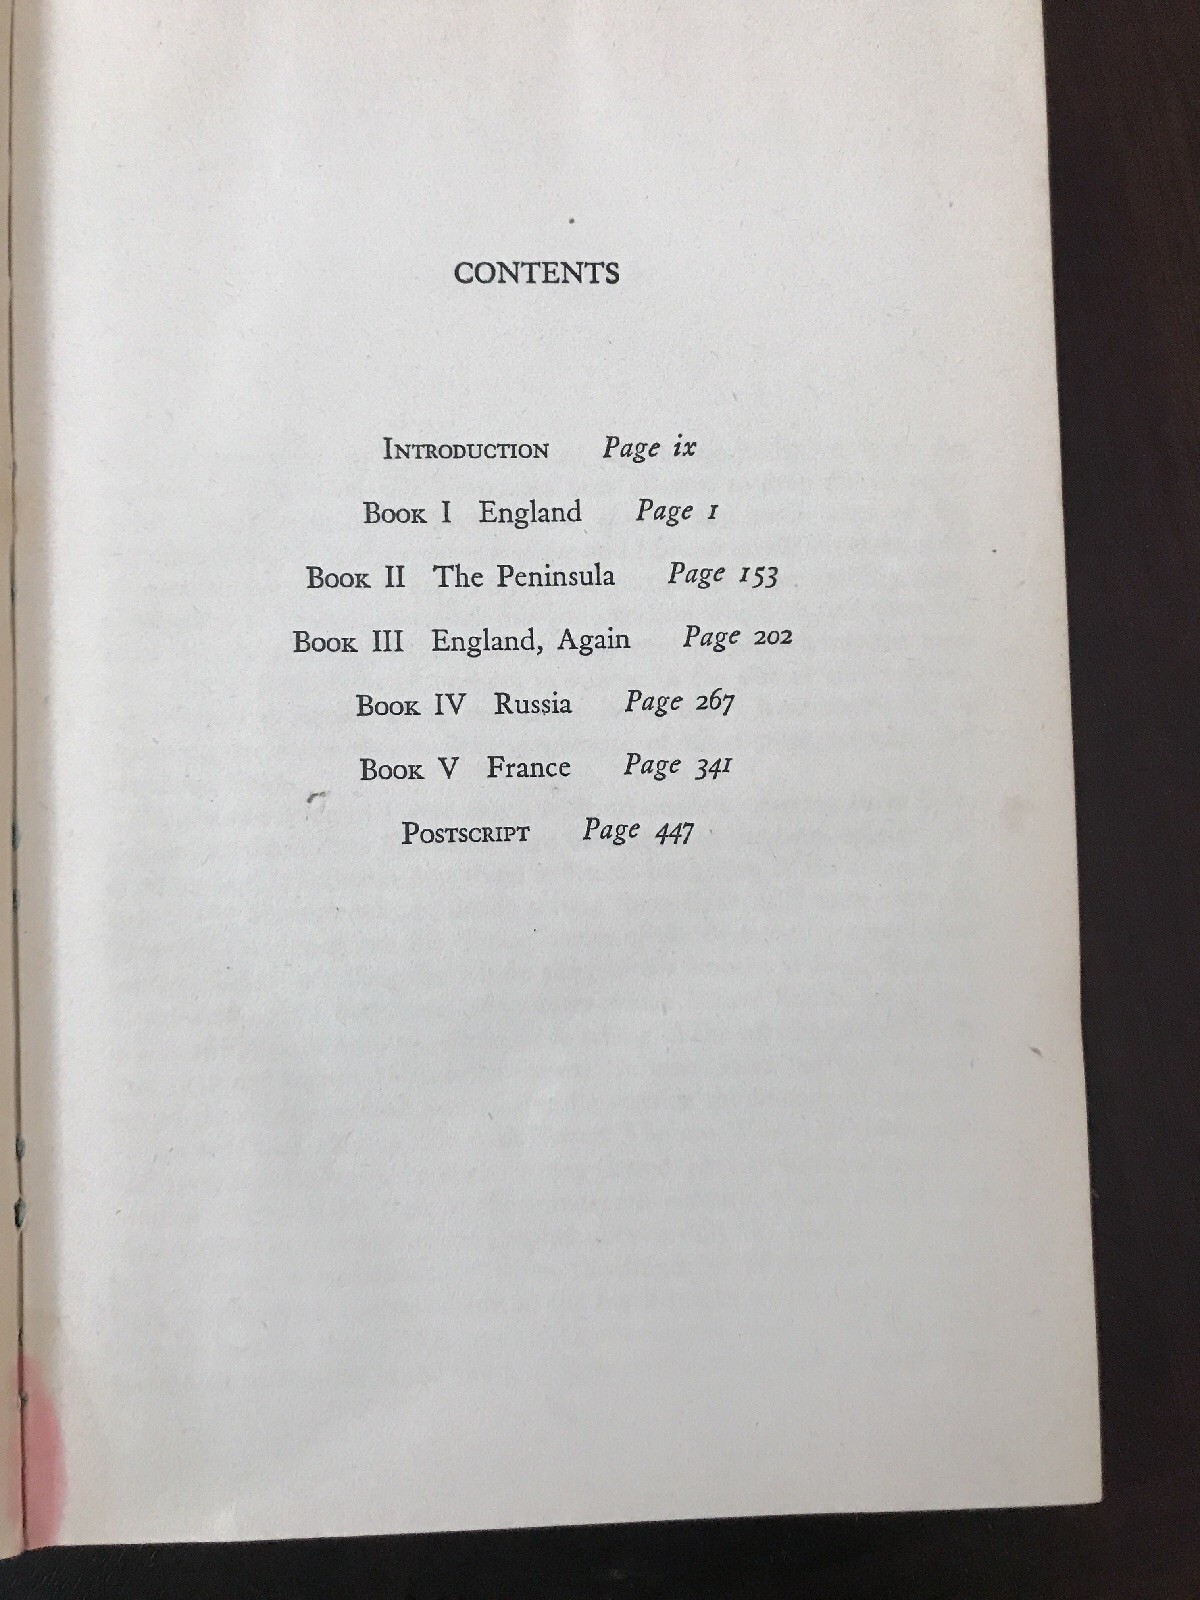 CONTENTS
Introduction Page ix
Book I England Page 1
Book II The Peninsula Page 153
Book III England, Again Page 202
Book IV Russia Page 267
Book V France Page 341
Postscript Page 447